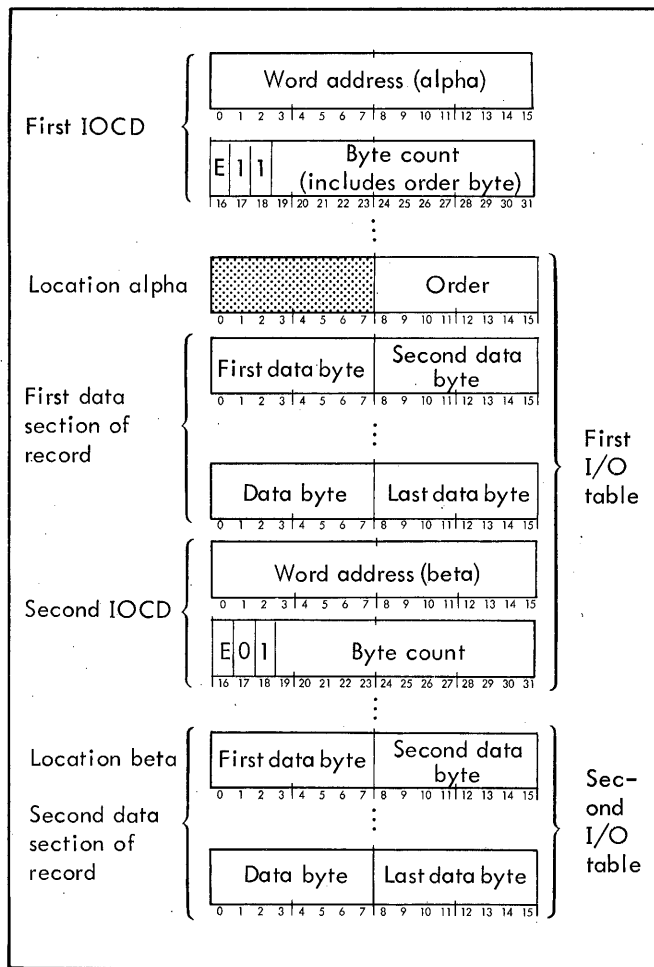 First IOCD
Word address (alpha)
0 1 2 3 4 5 6 7 8 9 10 11 12 13 14 15
E 1 1 Byte count
(includes order byte)
16 17 18 19 20 21 22 23 24 25 26 27 28 29 30 31
Location alpha
Order
0 1 2 3 4 5 6 7 8 9 10 11 12 13 14 15
First data
section of
record
First data byte Second data
byte
0 1 2 3 4 5 6 7 8 9 10 11 12 13 14 15
Data byte Last data byte
0 1 2 3 4 5 6 7 8 9 10 11 12 13 14 15
First
I/O
table
Second IOCD
Word address (beta)
0 1 2 3 4 5 6 7 8 9 10 11 12 13 14 15
E 0 1 Byte count
16 17 18 19 20 21 22 23 24 25 26 27 28 29 30 31
Location beta
First data byte Second data
byte
0 1 2 3 4 5 6 7 8 9 10 11 12 13 14 15
Second data
section of
record
Data byte Last data byte
0 1 2 3 4 5 6 7 8 9 10 11 12 13 14 15
Sec-
ond
I/O
table